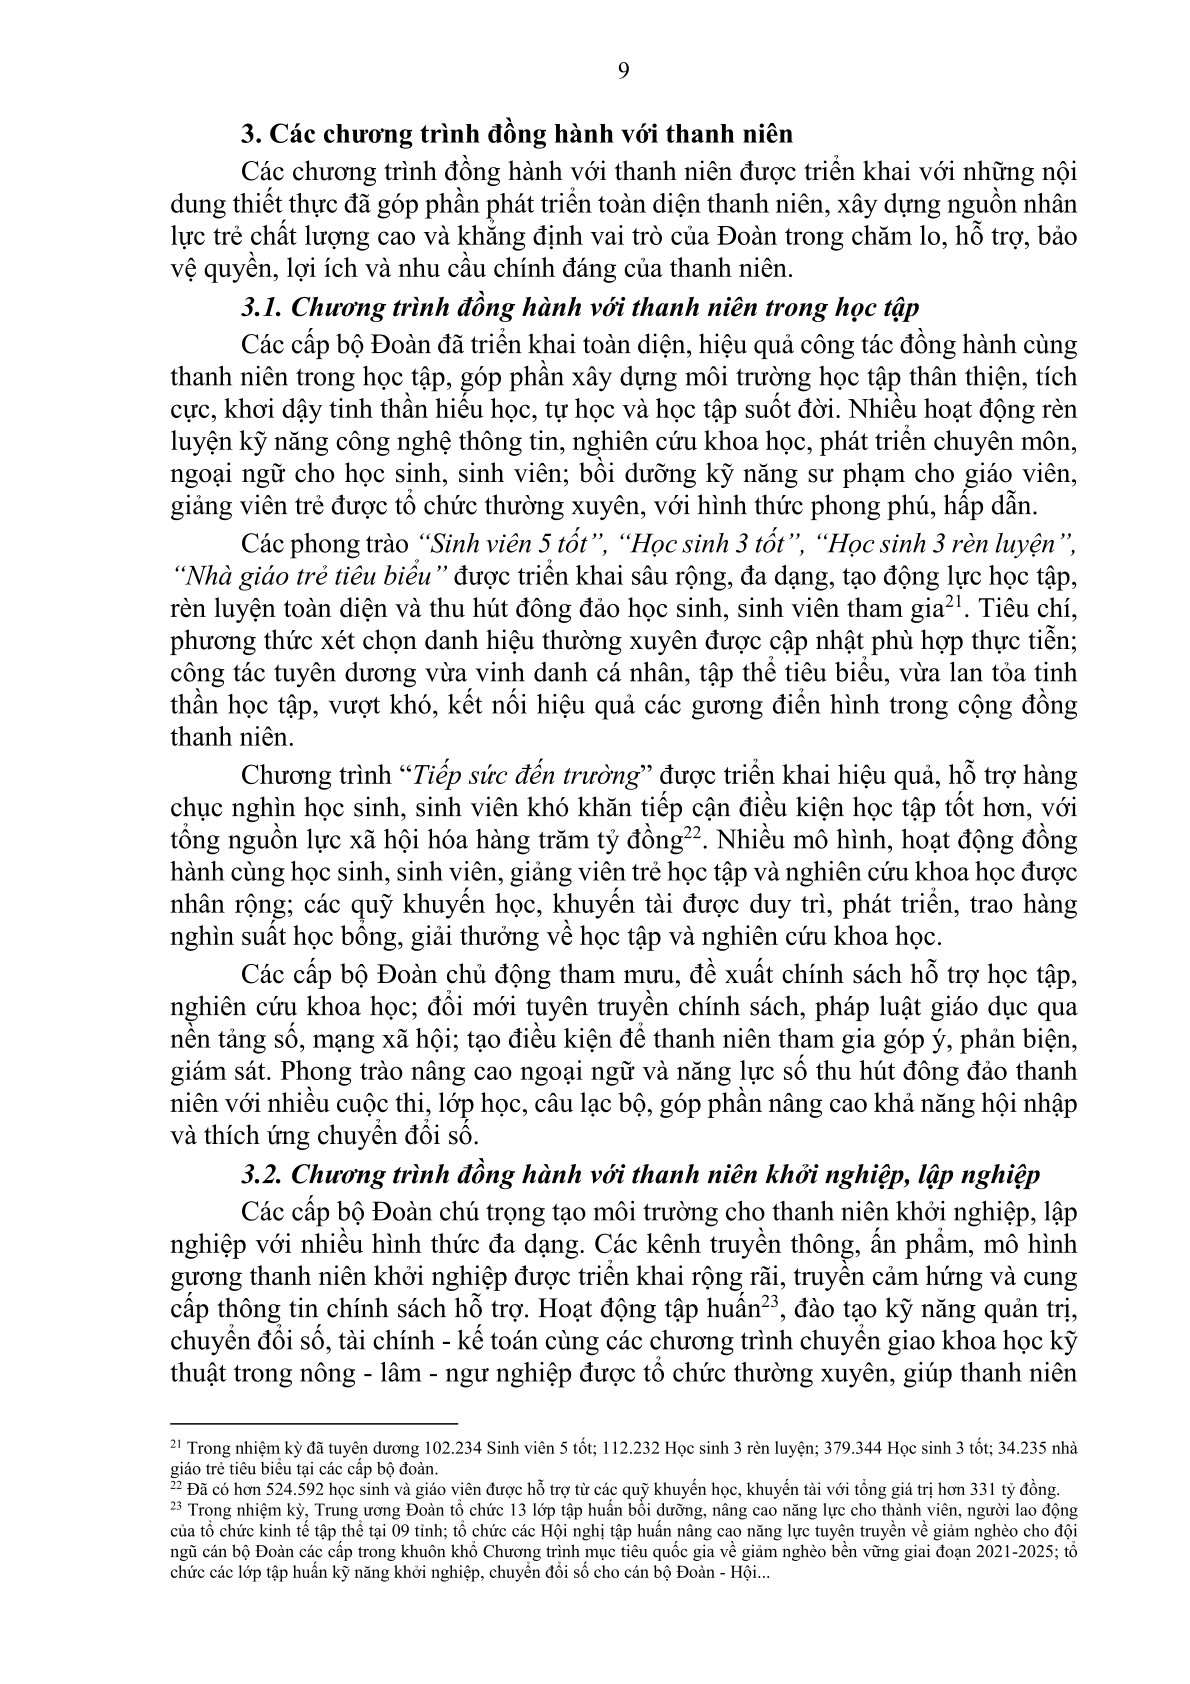 9
3. Các chương trình đồng hành với thanh niên
Các chương trình đồng hành với thanh niên được triển khai với những nội
dung thiết thực đã góp phần phát triển toàn diện thanh niên, xây dựng nguồn nhân
lực trẻ chất lượng cao và khẳng định vai trò của Đoàn trong chăm lo, hỗ trợ, bảo
vệ quyền, lợi ích và nhu cầu chính đáng của thanh niên.
3.1. Chương trình đồng hành với thanh niên trong học tập
Các cấp bộ Đoàn đã triển khai toàn diện, hiệu quả công tác đồng hành cùng
thanh niên trong học tập, góp phần xây dựng môi trường học tập thân thiện, tích
cực, khơi dậy tinh thần hiếu học, tự học và học tập suốt đời. Nhiều hoạt động rèn
luyện kỹ năng công nghệ thông tin, nghiên cứu khoa học, phát triển chuyên môn,
ngoại ngữ cho học sinh, sinh viên; bồi dưỡng kỹ năng sư phạm cho giáo viên,
giảng viên trẻ được tổ chức thường xuyên, với hình thức phong phú, hấp dẫn.
Các phong trào “Sinh viên 5 tốt”, “Học sinh 3 tốt”, “Học sinh 3 rèn luyện”,
“Nhà giáo trẻ tiêu biểu” được triển khai sâu rộng, đa dạng, tạo động lực học tập,
rèn luyện toàn diện và thu hút đông đảo học sinh, sinh viên tham gia21. Tiêu chí,
phương thức xét chọn danh hiệu thường xuyên được cập nhật phù hợp thực tiễn;
công tác tuyên dương vừa vinh danh cá nhân, tập thể tiêu biểu, vừa lan tỏa tinh
thần học tập, vượt khó, kết nối hiệu quả các gương điển hình trong cộng đồng
thanh niên.
Chương trình “Tiếp sức đến trường” được triển khai hiệu quả, hỗ trợ hàng
chục nghìn học sinh, sinh viên khó khăn tiếp cận điều kiện học tập tốt hơn, với
tổng nguồn lực xã hội hóa hàng trăm tỷ đồng22. Nhiều mô hình, hoạt động đồng
hành cùng học sinh, sinh viên, giảng viên trẻ học tập và nghiên cứu khoa học được
nhân rộng; các quỹ khuyến học, khuyến tài được duy trì, phát triển, trao hàng
nghìn suất học bổng, giải thưởng về học tập và nghiên cứu khoa học.
Các cấp bộ Đoàn chủ động tham mưu, đề xuất chính sách hỗ trợ học tập,
nghiên cứu khoa học; đổi mới tuyên truyền chính sách, pháp luật giáo dục qua
nền tảng số, mạng xã hội; tạo điều kiện để thanh niên tham gia góp ý, phản biện,
giám sát. Phong trào nâng cao ngoại ngữ và năng lực số thu hút đông đảo thanh
niên với nhiều cuộc thi, lớp học, câu lạc bộ, góp phần nâng cao khả năng hội nhập
và thích ứng chuyển đổi số.
3.2. Chương trình đồng hành với thanh niên khởi nghiệp, lập nghiệp
Các cấp bộ Đoàn chú trọng tạo môi trường cho thanh niên khởi nghiệp, lập
nghiệp với nhiều hình thức đa dạng. Các kênh truyền thông, ấn phẩm, mô hình
gương thanh niên khởi nghiệp được triển khai rộng rãi, truyền cảm hứng và cung
cấp thông tin chính sách hỗ trợ. Hoạt động tập huấn23, đào tạo kỹ năng quản trị,
chuyển đổi số, tài chính - kế toán cùng các chương trình chuyển giao khoa học kỹ
thuật trong nông - lâm - ngư nghiệp được tổ chức thường xuyên, giúp thanh niên
21 Trong nhiệm kỳ đã tuyên dương 102.234 Sinh viên 5 tốt; 112.232 Học sinh 3 rèn luyện; 379.344 Học sinh 3 tốt; 34.235 nhà
giáo trẻ tiêu biểu tại các cấp bộ đoàn.
22 Đã có hơn 524.592 học sinh và giáo viên được hỗ trợ từ các quỹ khuyến học, khuyến tài với tổng giá trị hơn 331 tỷ đồng.
23 Trong nhiệm kỳ, Trung ương Đoàn tổ chức 13 lớp tập huấn bồi dưỡng, nâng cao năng lực cho thành viên, người lao động
của tổ chức kinh tế tập thể tại 09 tỉnh; tổ chức các Hội nghị tập huấn nâng cao năng lực tuyên truyền về giảm nghèo cho đội
ngũ cán bộ Đoàn các cấp trong khuôn khổ Chương trình mục tiêu quốc gia về giảm nghèo bền vững giai đoạn 2021-2025; tổ
chức các lớp tập huấn kỹ năng khởi nghiệp, chuyển đổi số cho cán bộ Đoàn - Hội...